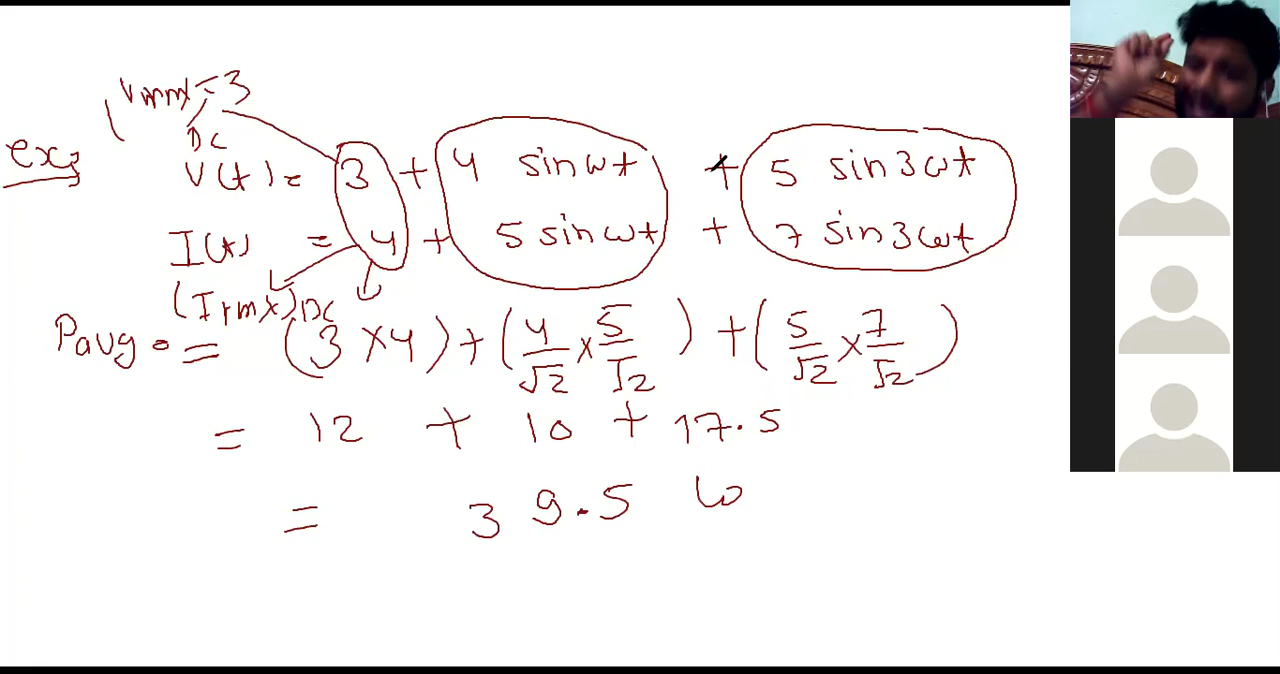 (Vrms = 3
DC
ex:
V(t) = 3 + 4 sinωt + 5 sin3ωt
I(t) = 4 + 5 sinωt + 7 sin3ωt
(Irms)DC
Pavg. = (3 × 4) + (4/√2 × 5/√2) + (5/√2 × 7/√2)
= 12 + 10 + 17.5
= 39.5 ω